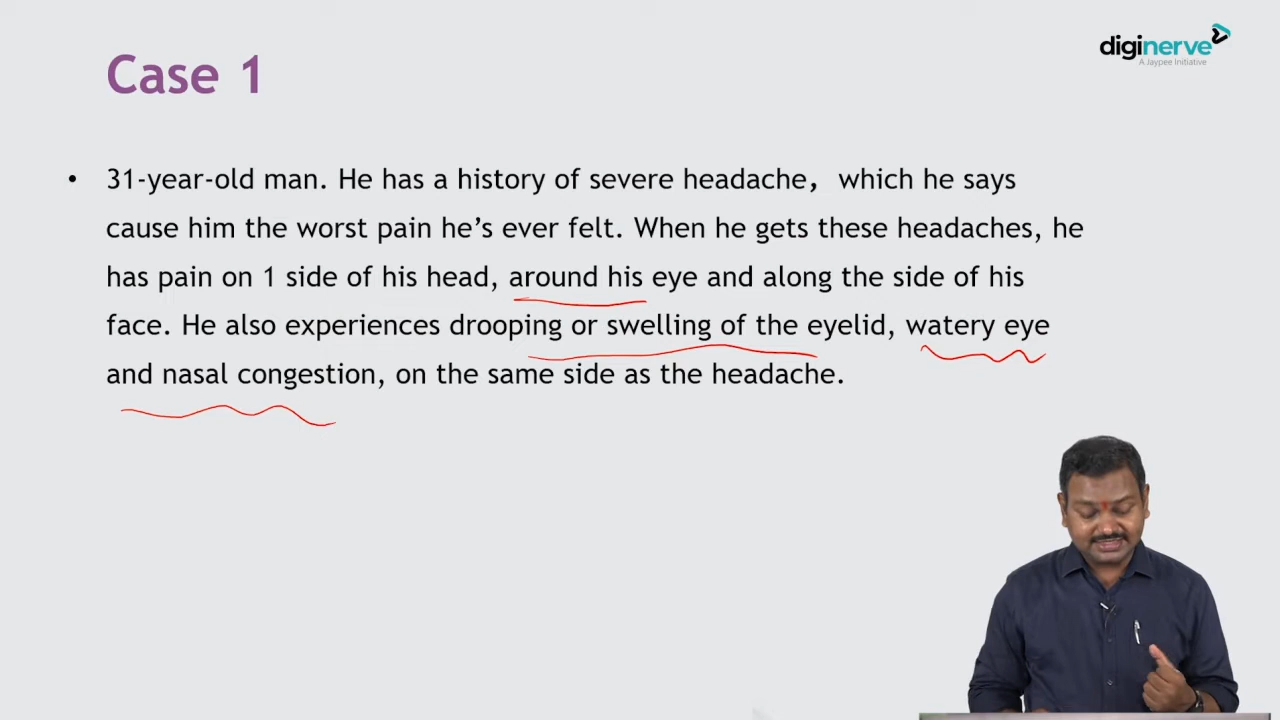 diginerve
A Jaypee Initiative
Case 1
• 31-year-old man. He has a history of severe headache, which he says
cause him the worst pain he’s ever felt. When he gets these headaches, he
has pain on 1 side of his head, around his eye and along the side of his
face. He also experiences drooping or swelling of the eyelid, watery eye
and nasal congestion, on the same side as the headache.